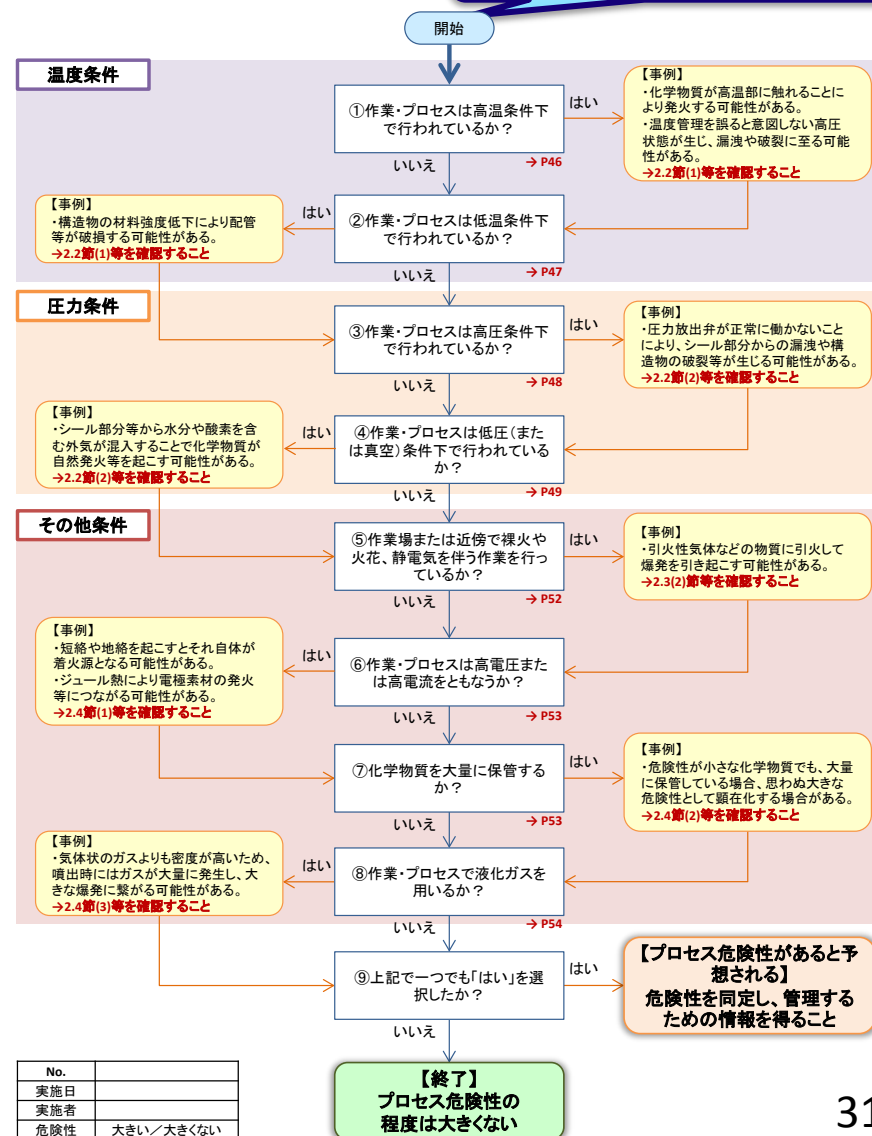 開始
温度条件
①作業・プロセスは高温条件下
で行われているか？
はい
いいえ
→ P46
【事例】
・化学物質が高温部に触れることに
より発火する可能性がある。
・温度管理を誤ると意図しない高圧
状態が生じ、漏洩や破裂に至る可能
性がある。
→2.2節(1)等を確認すること
【事例】
・構造物の材料強度低下により配管
等が破損する可能性がある。
→2.2節(1)等を確認すること
はい
②作業・プロセスは低温条件下
で行われているか？
いいえ
→ P47
圧力条件
③作業・プロセスは高圧条件下
で行われているか？
はい
いいえ
→ P48
【事例】
・圧力放出弁が正常に働かないこと
により、シール部分からの漏洩や構
造物の破裂等が生じる可能性がある。
→2.2節(2)等を確認すること
【事例】
・シール部分等から水分や酸素を含
む外気が混入することで化学物質が
自然発火等を起こす可能性がある。
→2.2節(2)等を確認すること
はい
④作業・プロセスは低圧（また
は真空）条件下で行われている
か？
いいえ
→ P49
その他条件
⑤作業場または近傍で裸火や
火花、静電気を伴う作業を行っ
ているか？
はい
いいえ
→ P52
【事例】
・引火性気体などの物質に引火して
爆発を引き起こす可能性がある。
→2.3(2)節等を確認すること
【事例】
・短絡や地絡を起こすとそれ自体が
着火源となる可能性がある。
・ジュール熱により電極素材の発火
等につながる可能性がある。
→2.4節(1)等を確認すること
はい
⑥作業・プロセスは高電圧また
は高電流をともなうか？
いいえ
→ P53
⑦化学物質を大量に保管する
か？
はい
いいえ
→ P53
【事例】
・危険性が小さな化学物質でも、大量
に保管している場合、思わぬ大きな
危険性として顕在化する場合がある。
→2.4節(2)等を確認すること
【事例】
・気体状のガスよりも密度が高いため、
噴出時にはガスが大量に発生し、大
きな爆発に繋がる可能性がある。
→2.4節(3)等を確認すること
はい
⑧作業・プロセスで液化ガスを
用いるか？
いいえ
→ P54
⑨上記で一つでも「はい」を選
択したか？
はい
いいえ
【プロセス危険性があると予
想される】
危険性を同定し、管理する
ための情報を得ること
【終了】
プロセス危険性の
程度は大きくない
No.
実施日
実施者
危険性 大きい／大きくない
31